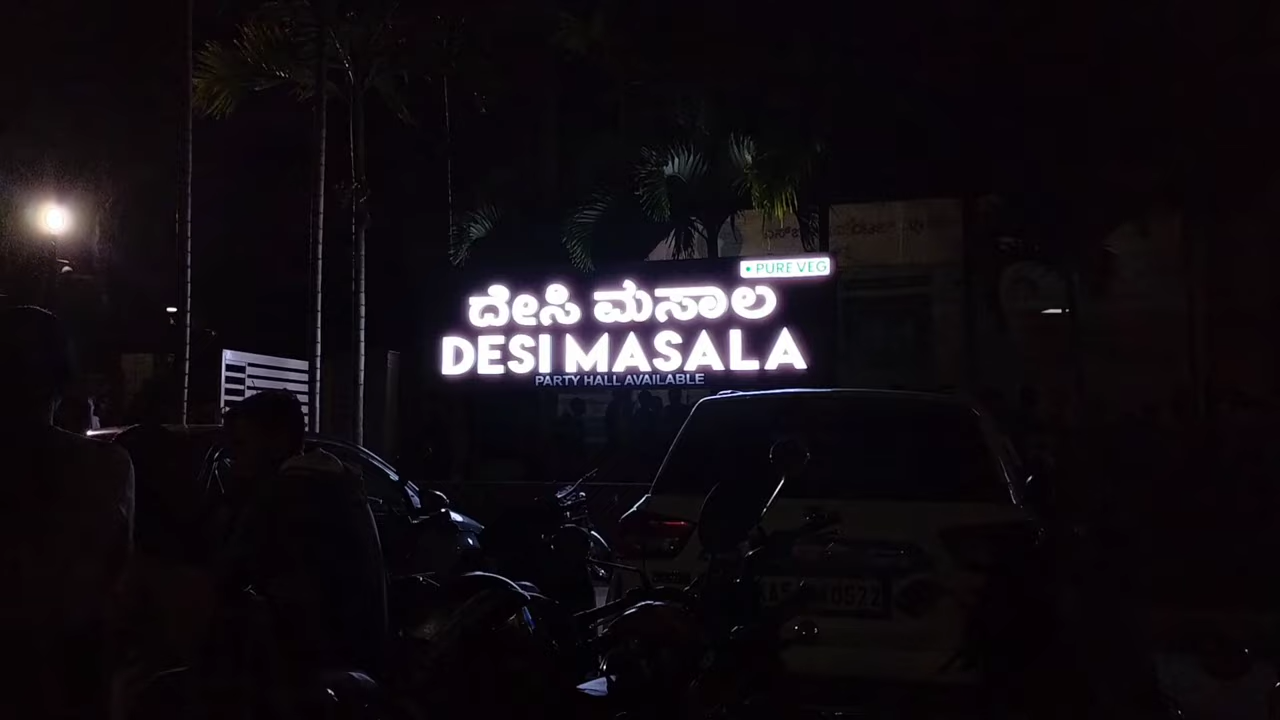 PURE VEG
ದೇಸಿ ಮಸಾಲ
DESI MASALA
PARTY HALL AVAILABLE